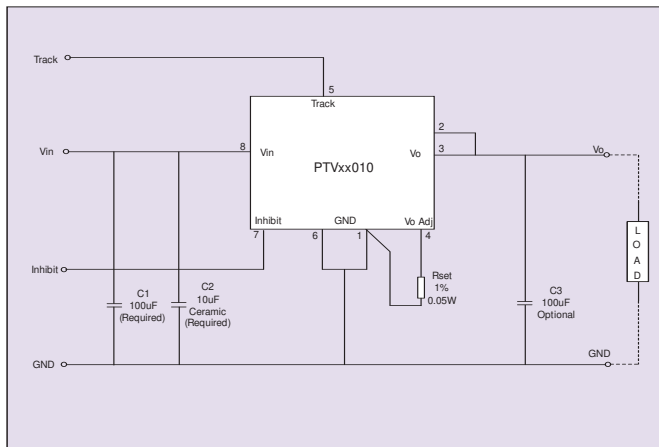 Track
5
Track
2
Vin
8
Vin
Vo
3
Vo
PTVxx010
Inhibit
GND
Vo Adj
7
6
1
4
L
O
A
D
Inhibit
C1
100uF
(Required)
C2
10uF
Ceramic
(Required)
Rset
1%
0.05W
C3
100uF
Optional
GND
GND